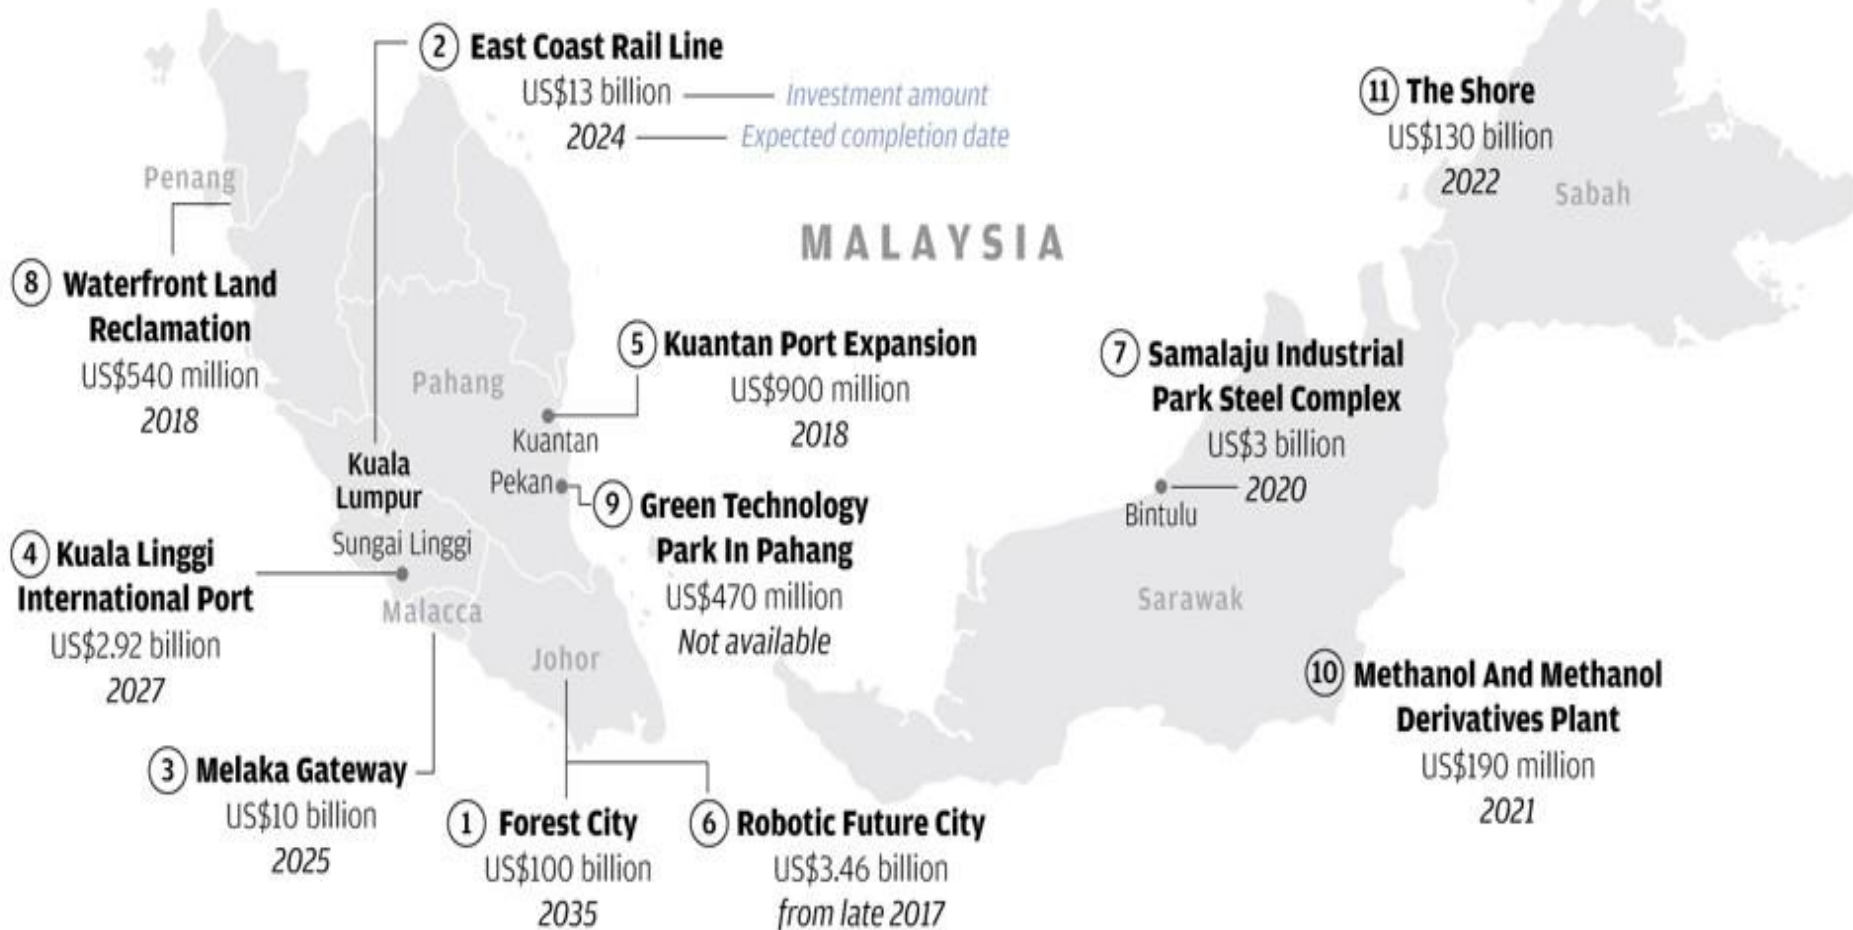 2 East Coast Rail Line
US$13 billion
Investment amount
2024
Expected completion date
11 The Shore
US$130 billion
2022
Sabah
Penang
MALAYSIA
8 Waterfront Land
Reclamation
US$540 million
2018
Pahang
5 Kuantan Port Expansion
US$900 million
2018
Kuantan
7 Samalaju Industrial
Park Steel Complex
US$3 billion
2020
Bintulu
Kuala
Lumpur
Pekan
9 Green Technology
Park In Pahang
US$470 million
Not available
Sungai Linggi
4 Kuala Linggi
International Port
US$2.92 billion
2027
Malacca
Johor
Sarawak
10 Methanol And Methanol
Derivatives Plant
US$190 million
2021
3 Melaka Gateway
US$10 billion
2025
1 Forest City
US$100 billion
2035
6 Robotic Future City
US$3.46 billion
from late 2017